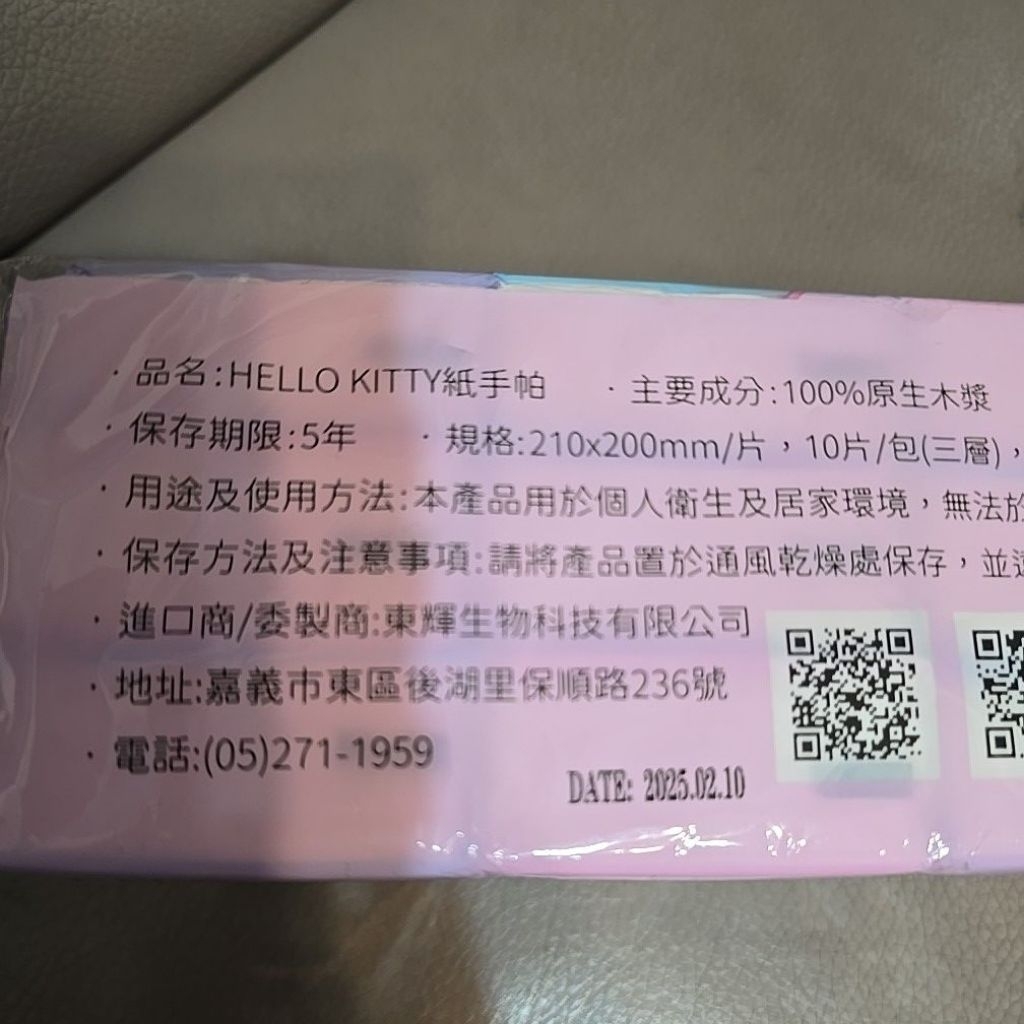 ·品名:HELLO KITTY紙手帕 ·主要成分:100%原生木漿
·保存期限:5年 ·規格:210x200mm/片，10片/包(三層)，
·用途及使用方法:本產品用於個人衛生及居家環境，無法於
·保存方法及注意事項:請將產品置於通風乾燥處保存，並
·進口商/委製商:東輝生物科技有限公司
·地址:嘉義市東區後湖里保順路236號
·電話:(05)271-1959
DATE: 2025.02.10